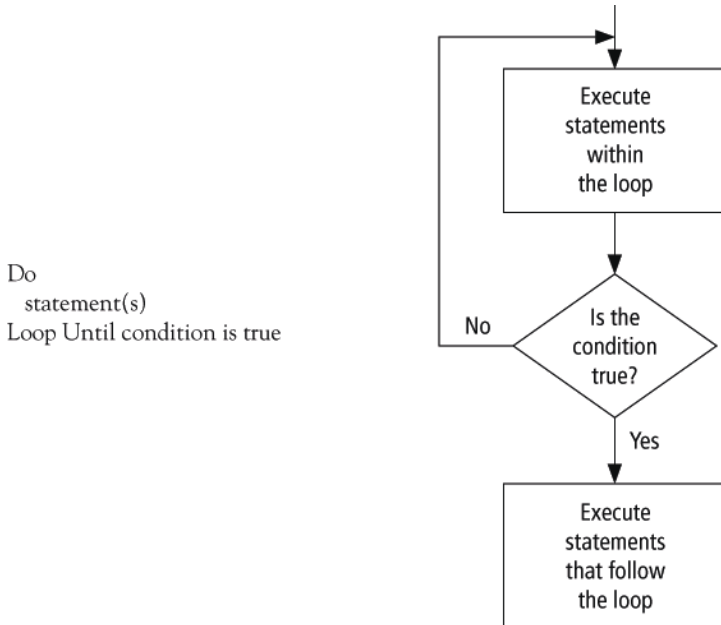 Do
statement(s)
Loop Until condition is true
Execute
statements
within
the loop
Is the
condition
true?
No
Yes
Execute
statements
that follow
the loop